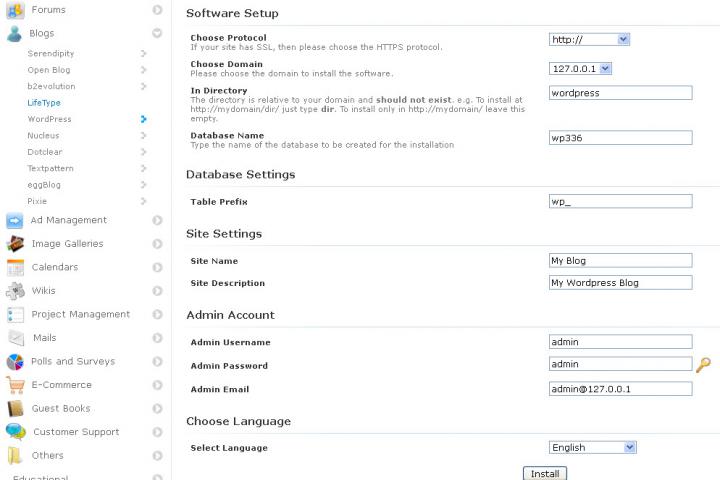 Forums
Blogs
Serendipity
Open Blog
b2evolution
LifeType
WordPress
Nucleus
Dotclear
Textpattern
eggBlog
Pixie
Ad Management
Image Galleries
Calendars
Wikis
Project Management
Mails
Polls and Surveys
E-Commerce
Guest Books
Customer Support
Others
Educational
Software Setup
Choose Protocol
If your site has SSL, then please choose the HTTPS protocol.
http://
Choose Domain
Please choose the domain to install the software.
127.0.0.1
In Directory
The directory is relative to your domain and should not exist. e.g. To install at
http://mydomain/dir/ just type dir. To install only in http://mydomain/ leave this
empty.
wordpress
Database Name
Type the name of the database to be created for the installation
wp336
Database Settings
Table Prefix
wp_
Site Settings
Site Name
My Blog
Site Description
My Wordpress Blog
Admin Account
Admin Username
admin
Admin Password
admin
Admin Email
admin@127.0.0.1
Choose Language
Select Language
English
Install